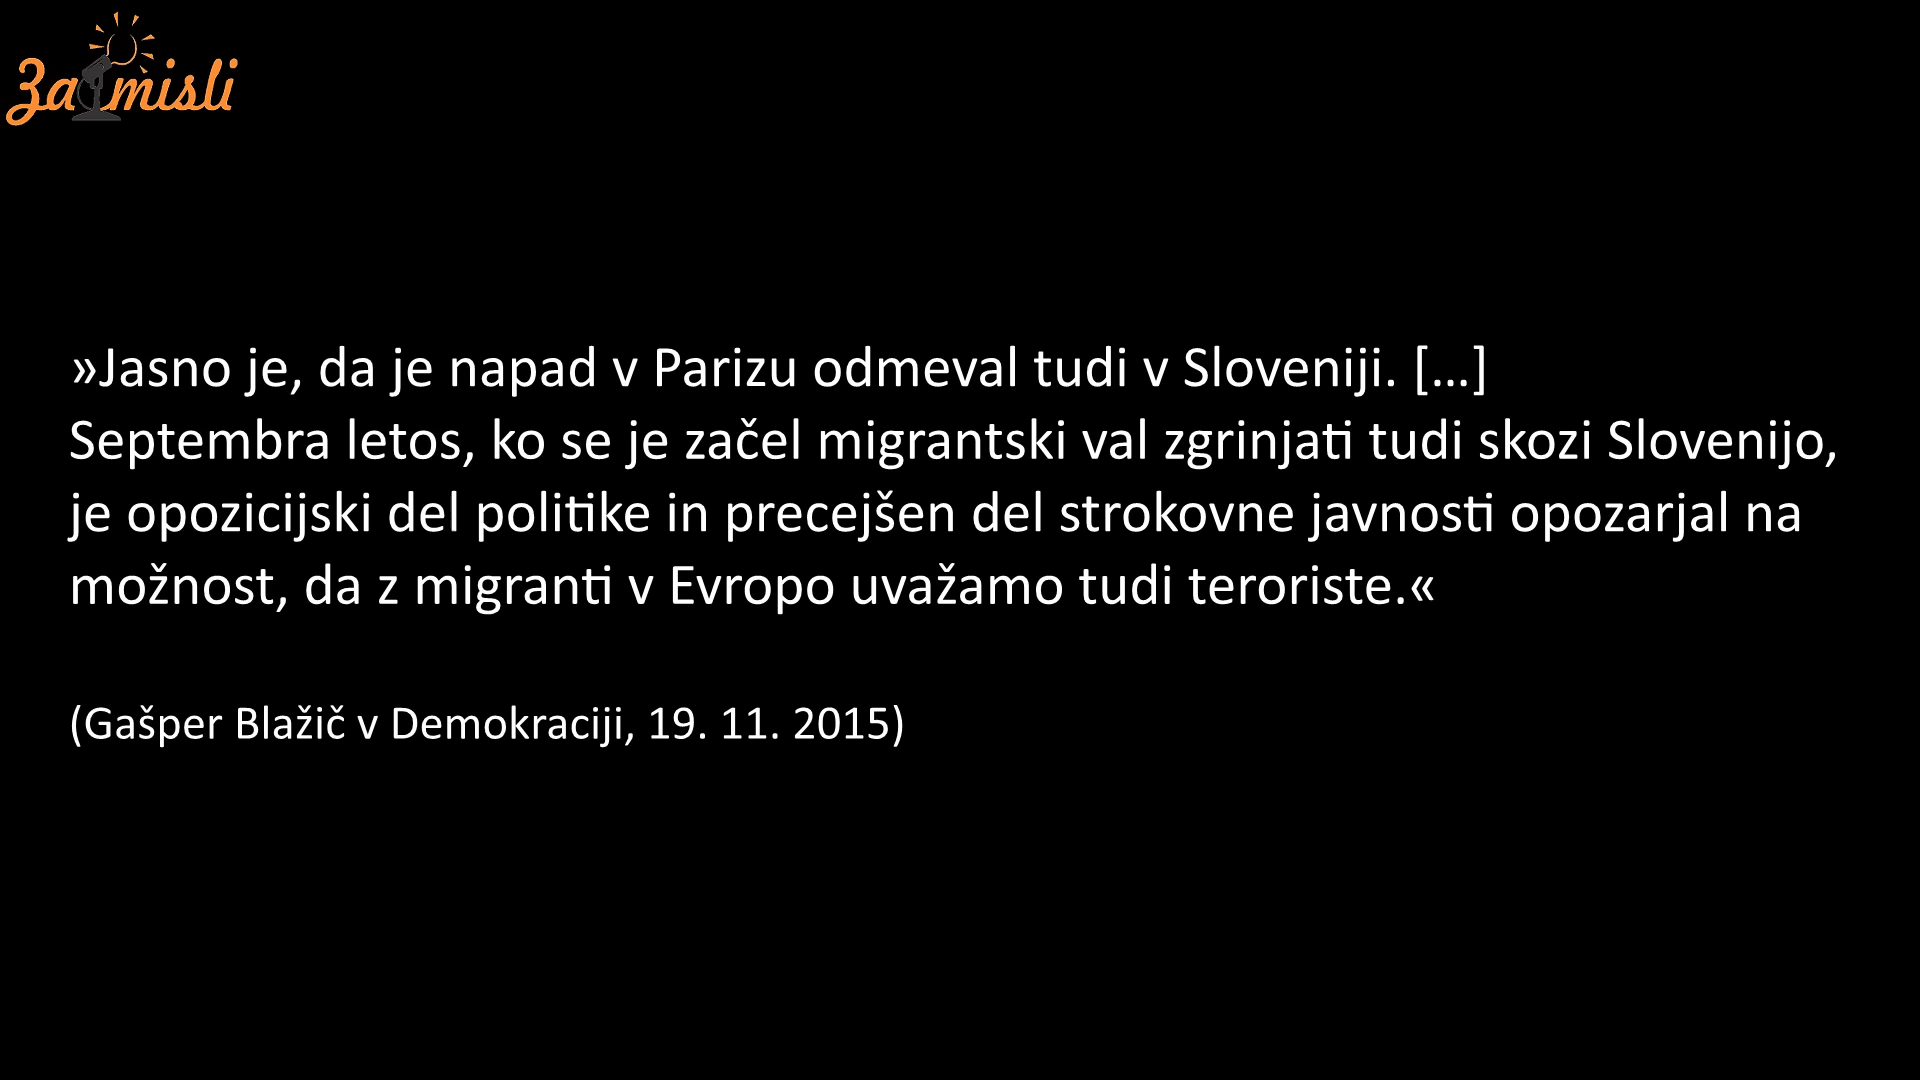 Za misli
»Jasno je, da je napad v Parizu odmeval tudi v Sloveniji. […]
Septembra letos, ko se je začel migrantski val zgrinjati tudi skozi Slovenijo,
je opozicijski del politike in precejšen del strokovne javnosti opozarjal na
možnost, da z migranti v Evropo uvažamo tudi teroriste.«
(Gašper Blažič v Demokraciji, 19. 11. 2015)